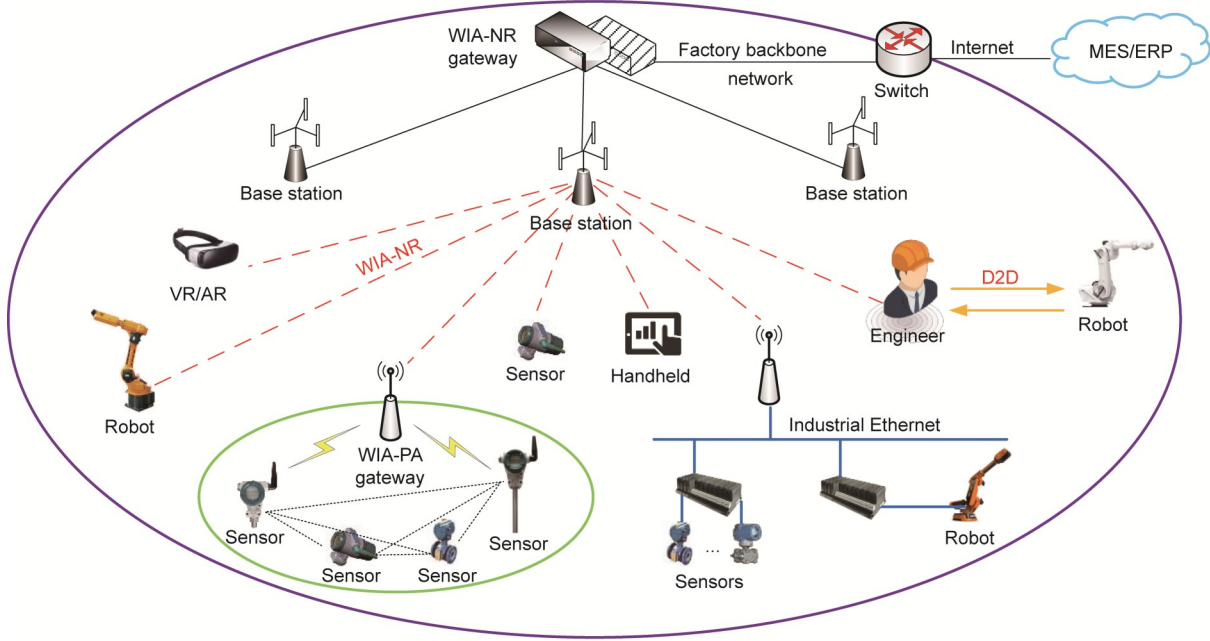 WIA-NR
gateway
Factory backbone
network
Switch
Internet
MES/ERP
Base station
Base station
Base station
VR/AR
WIA-NR
Engineer
D2D
Robot
Robot
Sensor
Handheld
WIA-PA
gateway
Sensor
Sensor
Sensor
Sensor
Industrial Ethernet
...
Sensors
Robot